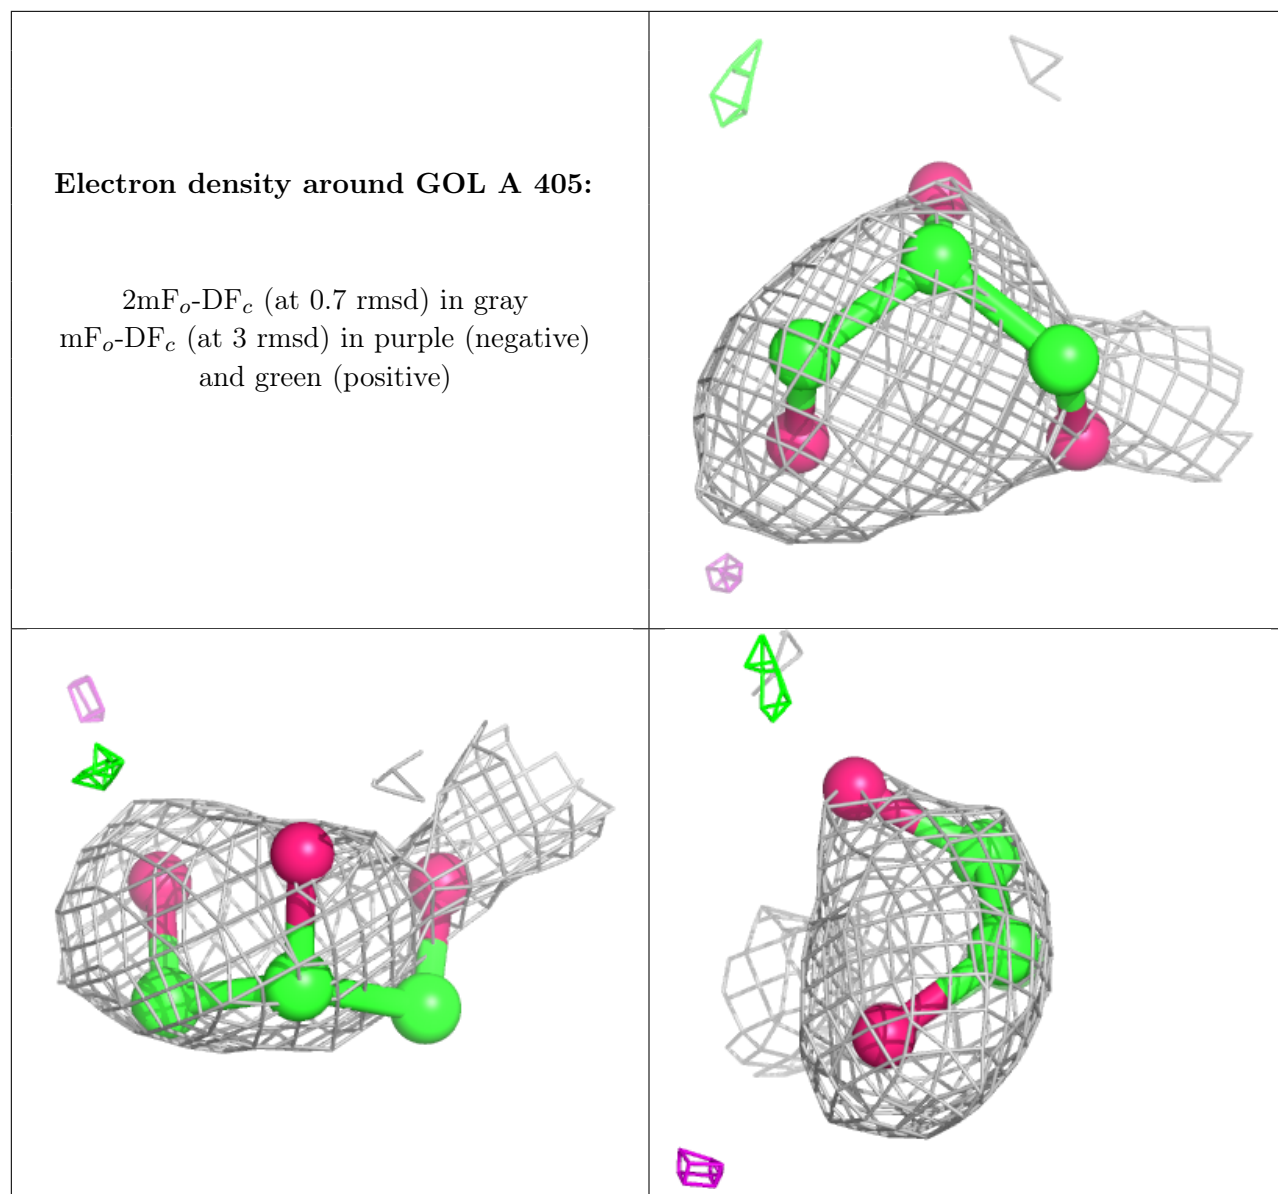 Electron density around GOL A 405:
2mFₒ-DF𝒸 (at 0.7 rmsd) in gray
mFₒ-DF𝒸 (at 3 rmsd) in purple (negative)
and green (positive)